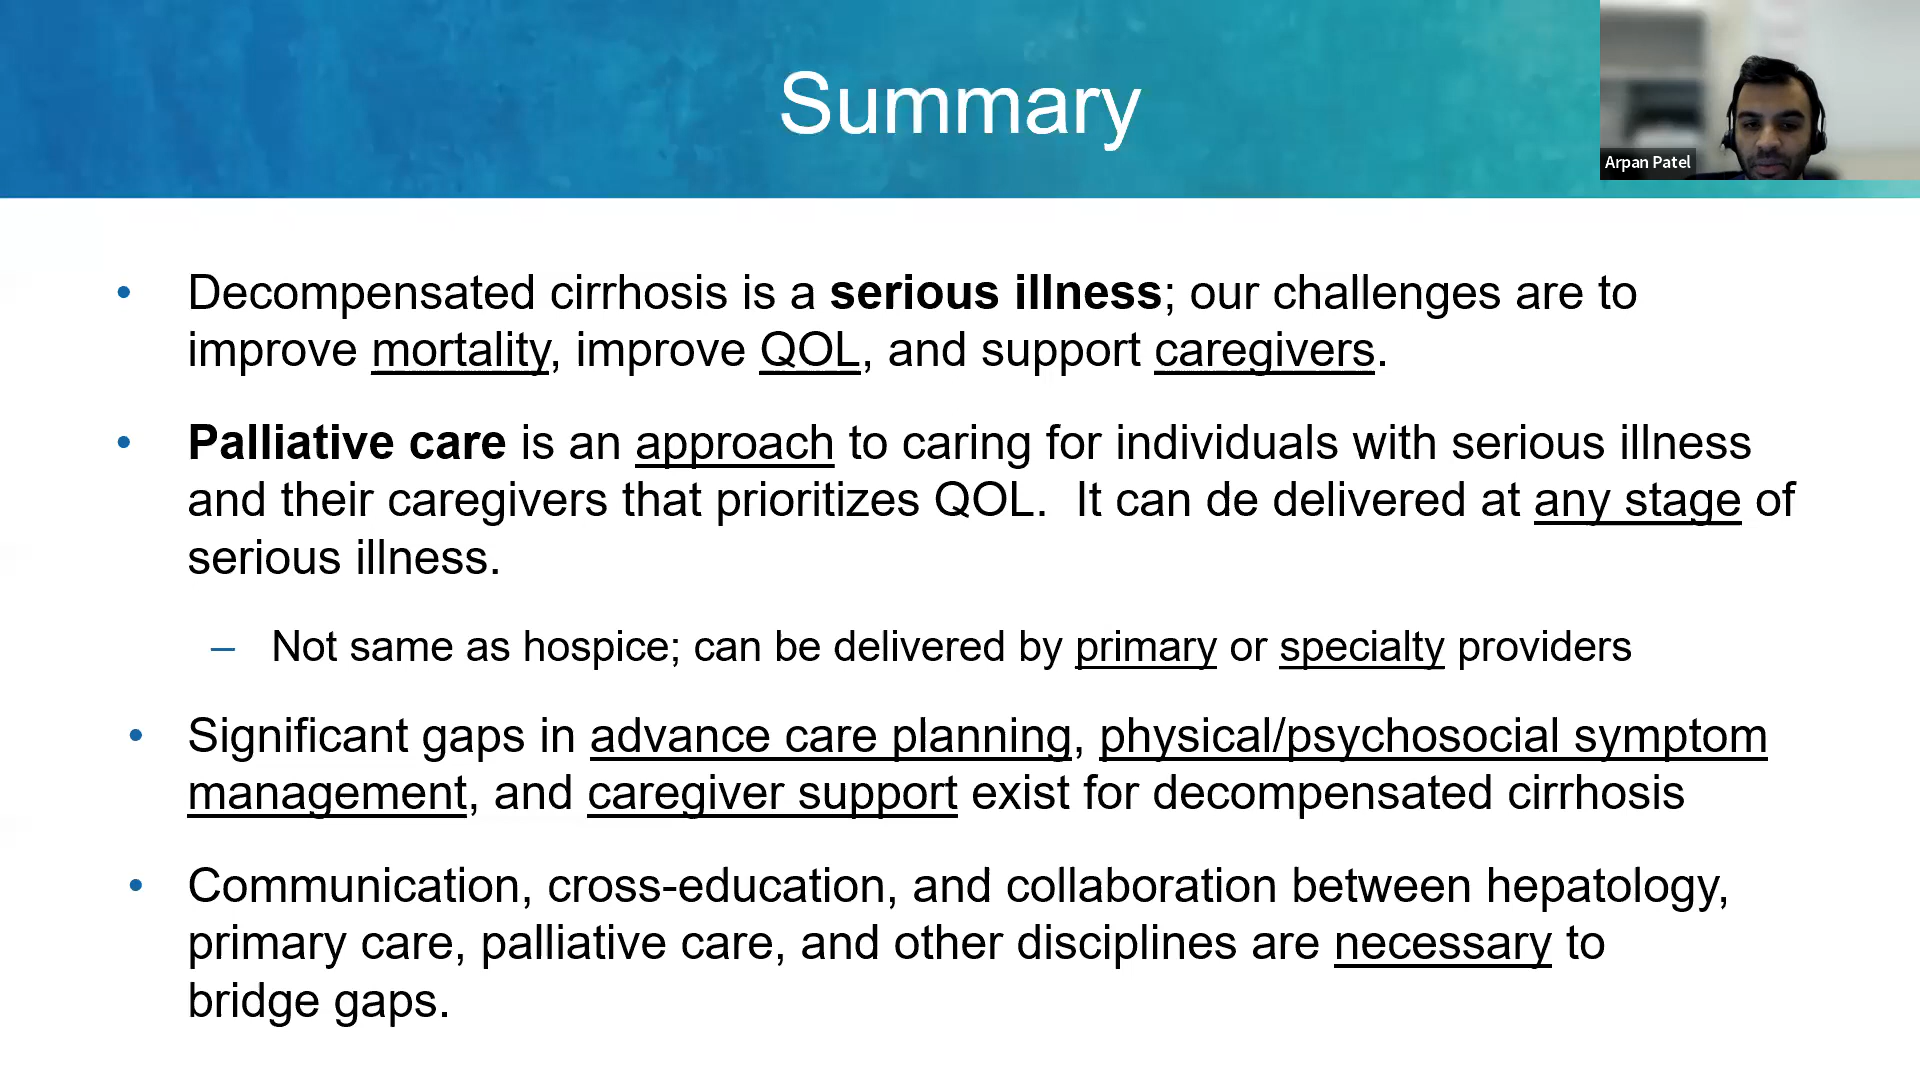 Summary
Arpan Patel
• Decompensated cirrhosis is a serious illness; our challenges are to
improve mortality, improve QOL, and support caregivers.
• Palliative care is an approach to caring for individuals with serious illness
and their caregivers that prioritizes QOL.  It can de delivered at any stage of
serious illness.
– Not same as hospice; can be delivered by primary or specialty providers
• Significant gaps in advance care planning, physical/psychosocial symptom
management, and caregiver support exist for decompensated cirrhosis
• Communication, cross-education, and collaboration between hepatology,
primary care, palliative care, and other disciplines are necessary to
bridge gaps.